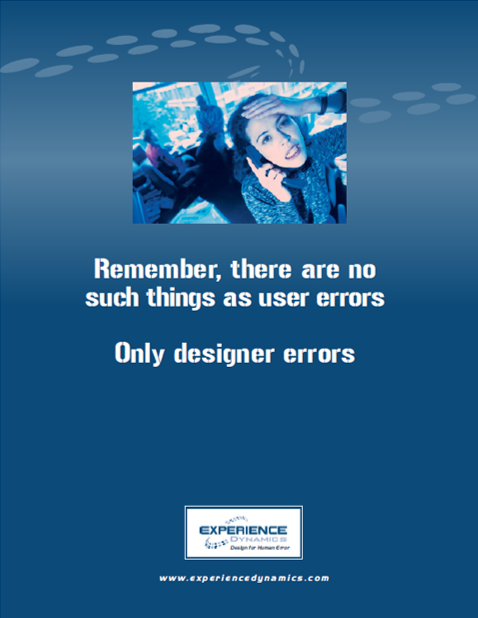 Remember, there are no
such things as user errors
Only designer errors
EXPERIENCE
DYNAMICS
Design for Human Error
www.experiencedynamics.com